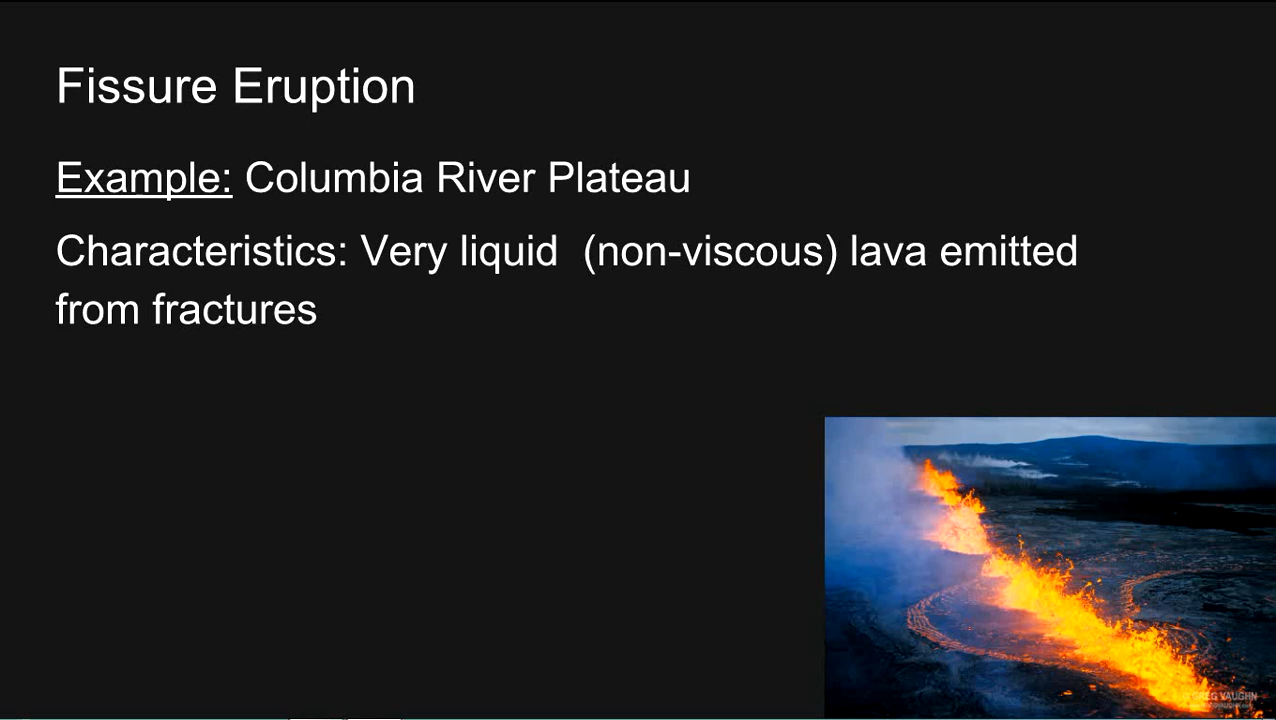 Fissure Eruption
Example: Columbia River Plateau
Characteristics: Very liquid  (non-viscous) lava emitted
from fractures
GREG VAUGHN